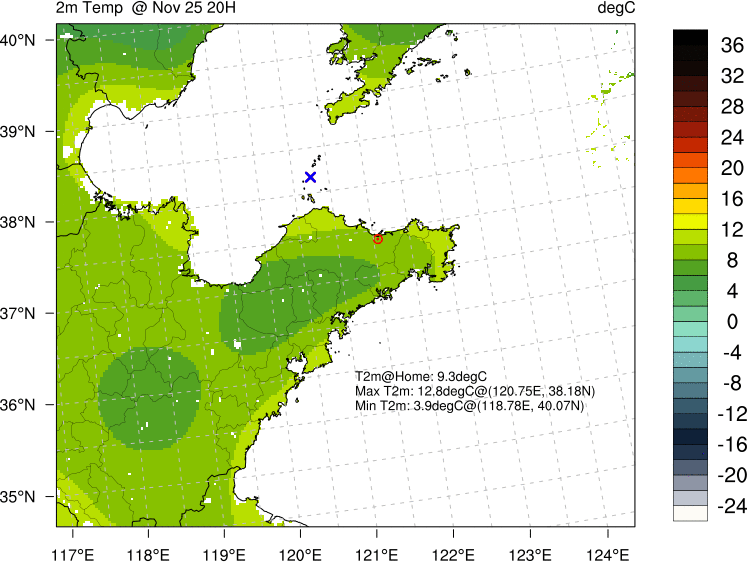 2m Temp @ Nov 25 20H
degC
40°N
39°N
38°N
37°N
36°N
35°N
117°E
118°E
119°E
120°E
121°E
122°E
123°E
124°E
T2m@Home: 9.3degC
Max T2m: 12.8degC@(120.75E, 38.18N)
Min T2m: 3.9degC@(118.78E, 40.07N)
36
32
28
24
20
16
12
8
4
0
-4
-8
-12
-16
-20
-24